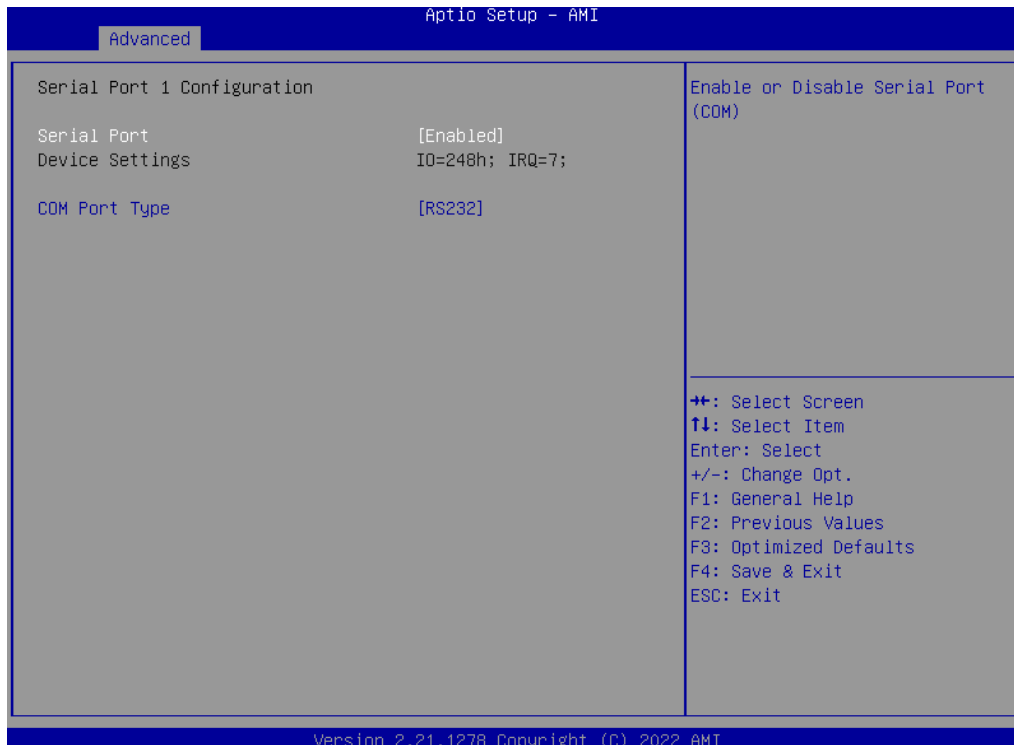 Aptio Setup - AMI
Advanced
Serial Port 1 Configuration
Serial Port [Enabled]
Device Settings IO=248h; IRQ=7;
COM Port Type [RS232]
Enable or Disable Serial Port
(COM)
→←: Select Screen
↑↓: Select Item
Enter: Select
+/-: Change Opt.
F1: General Help
F2: Previous Values
F3: Optimized Defaults
F4: Save & Exit
ESC: Exit
Version 2.21.1278 Copyright (C) 2022 AMI